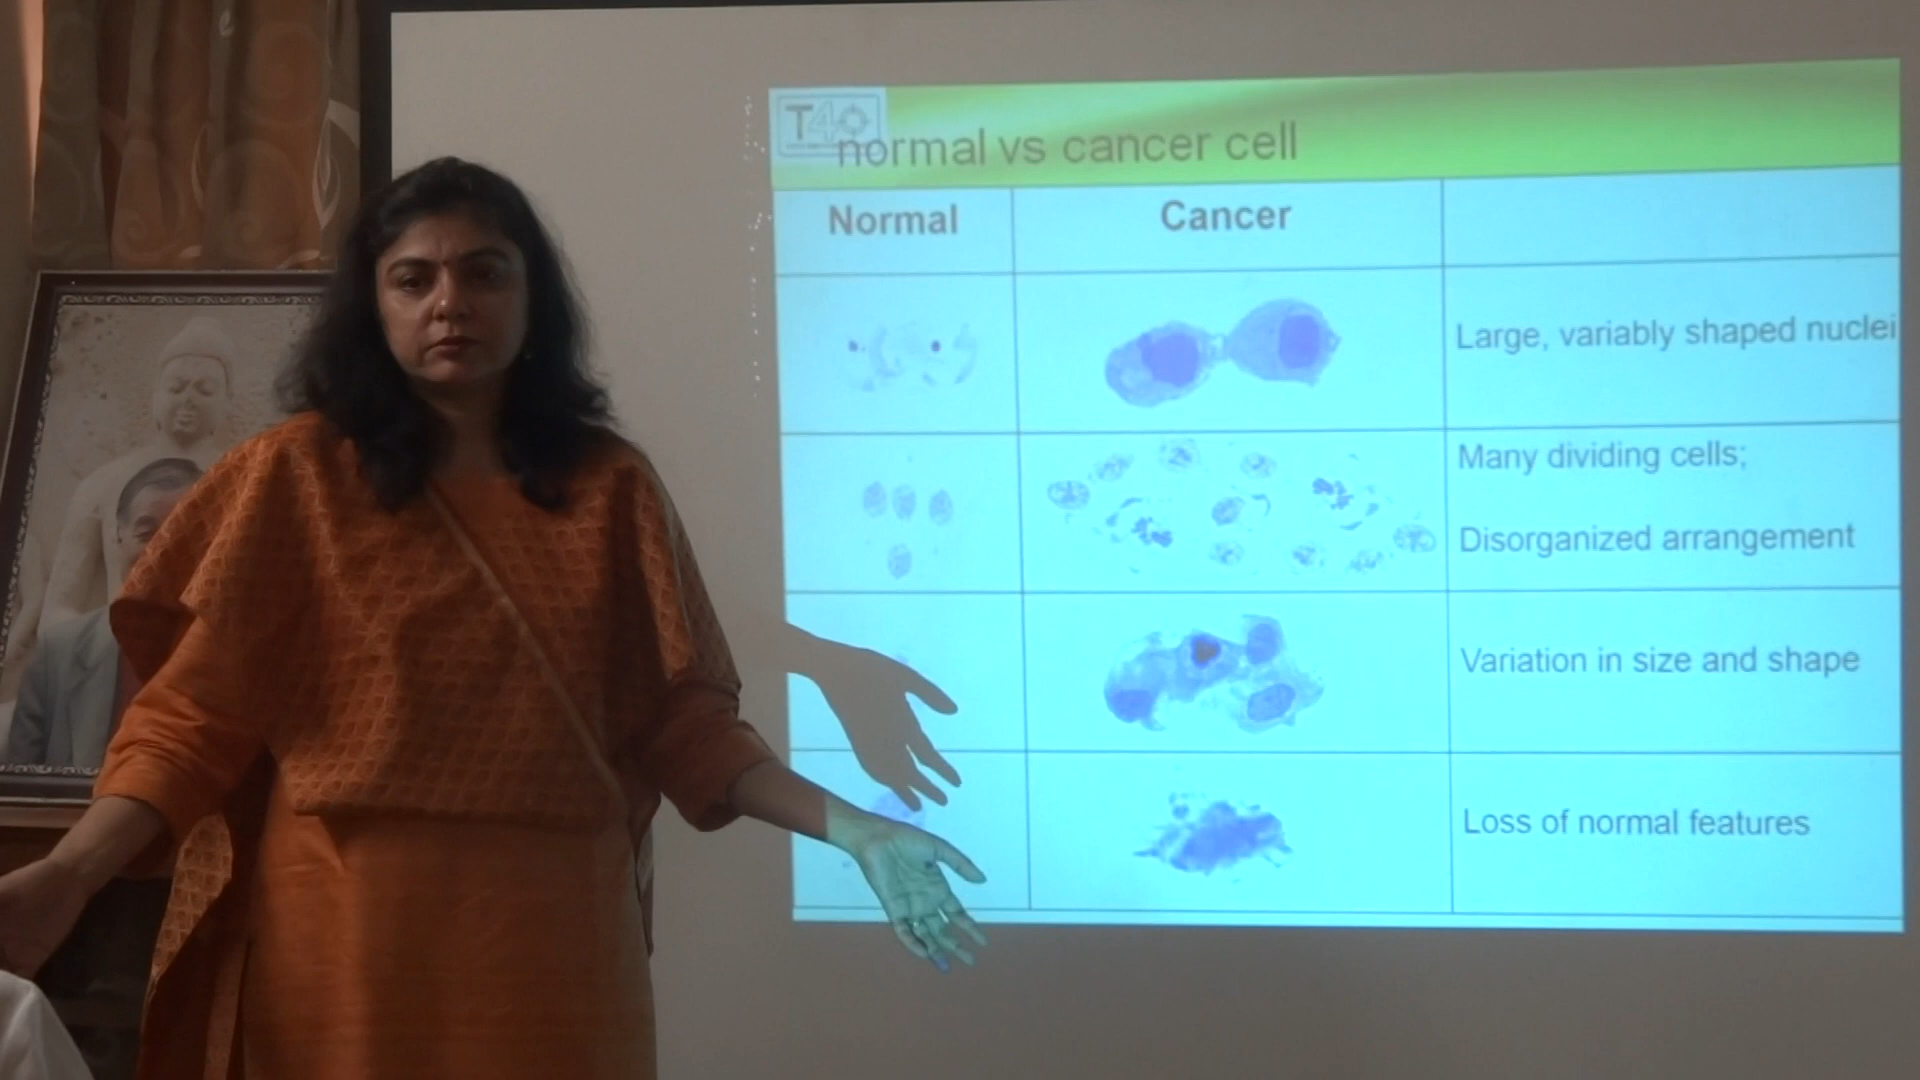 T40
normal vs cancer cell
Normal
Cancer
Large, variably shaped nuclei
Many dividing cells;
Disorganized arrangement
Variation in size and shape
Loss of normal features